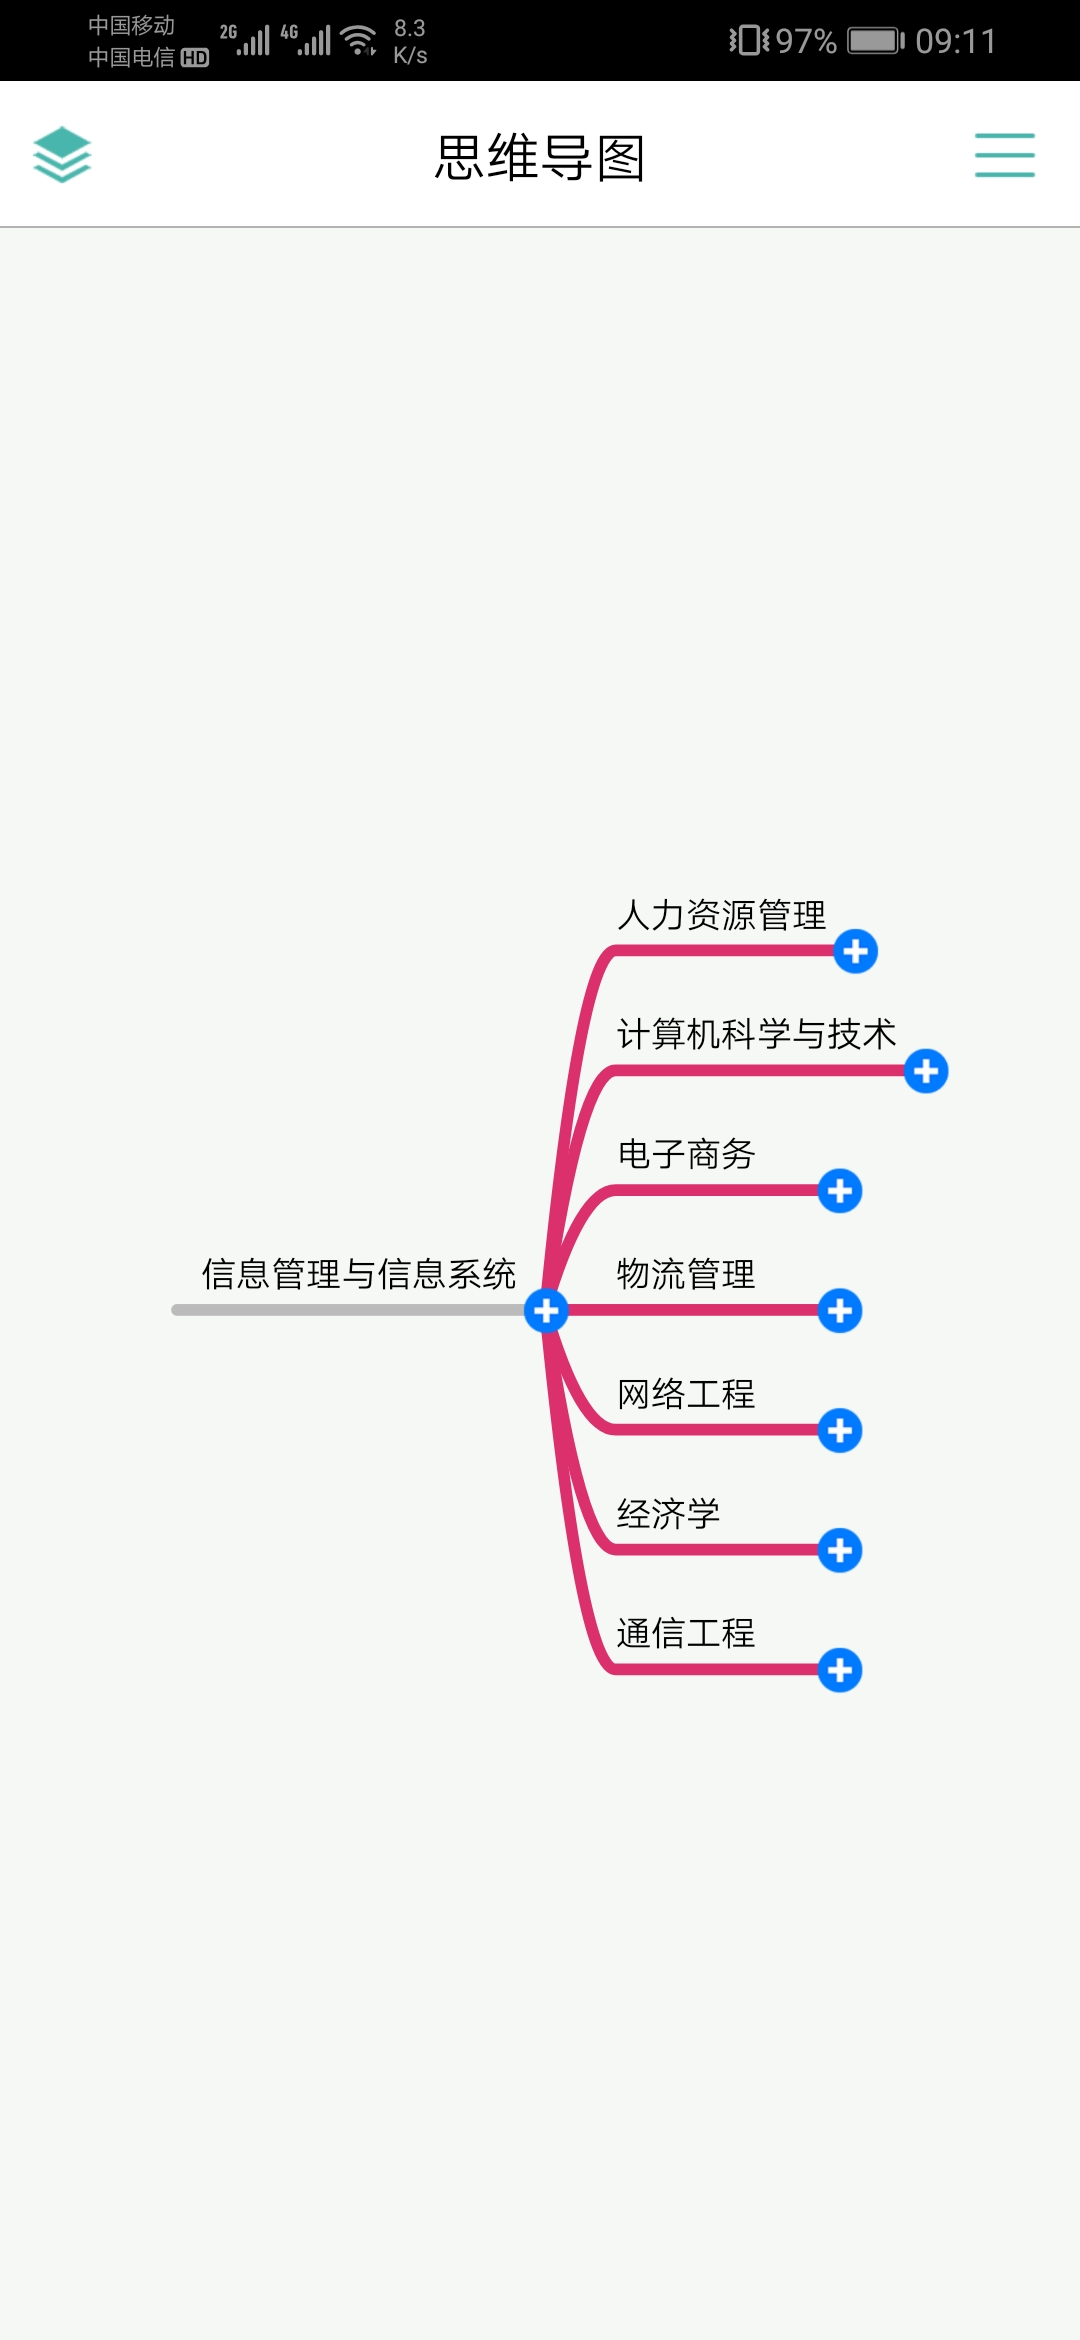 中国移动
中国电信 HD
2G
4G
8.3
K/s
97%
09:11
思维导图
人力资源管理
计算机科学与技术
电子商务
信息管理与信息系统
物流管理
网络工程
经济学
通信工程